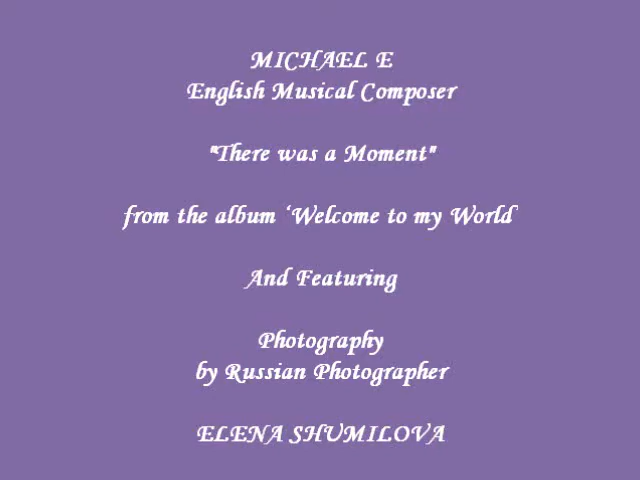 MICHAEL E
English Musical Composer
"There was a Moment"
from the album ‘Welcome to my World’
And Featuring
Photography
by Russian Photographer
ELENA SHUMILOVA